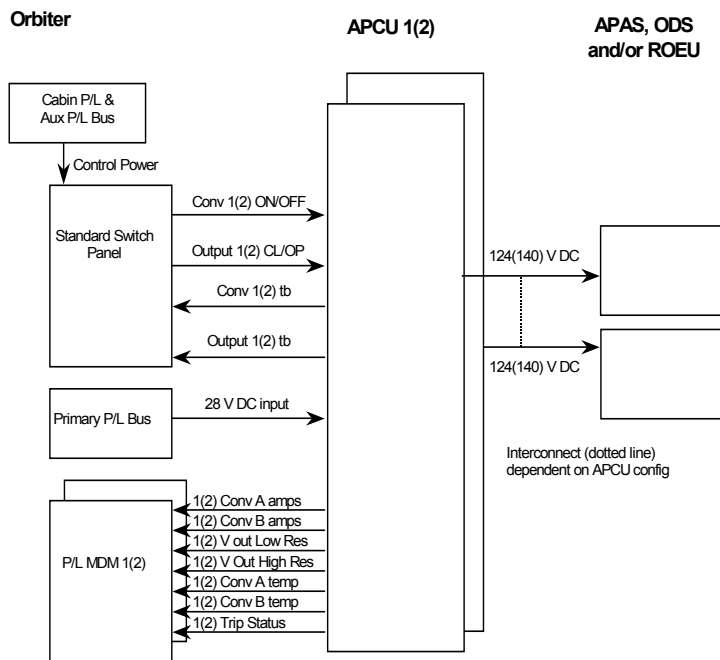 Orbiter
APCU 1(2)
APAS, ODS
and/or ROEU
Cabin P/L &
Aux P/L Bus
Control Power
Standard Switch
Panel
Conv 1(2) ON/OFF
Output 1(2) CL/OP
Conv 1(2) tb
Output 1(2) tb
124(140) V DC
124(140) V DC
Primary P/L Bus
28 V DC input
Interconnect (dotted line)
dependent on APCU config
P/L MDM 1(2)
1(2) Conv A amps
1(2) Conv B amps
1(2) V out Low Res
1(2) V Out High Res
1(2) Conv A temp
1(2) Conv B temp
1(2) Trip Status